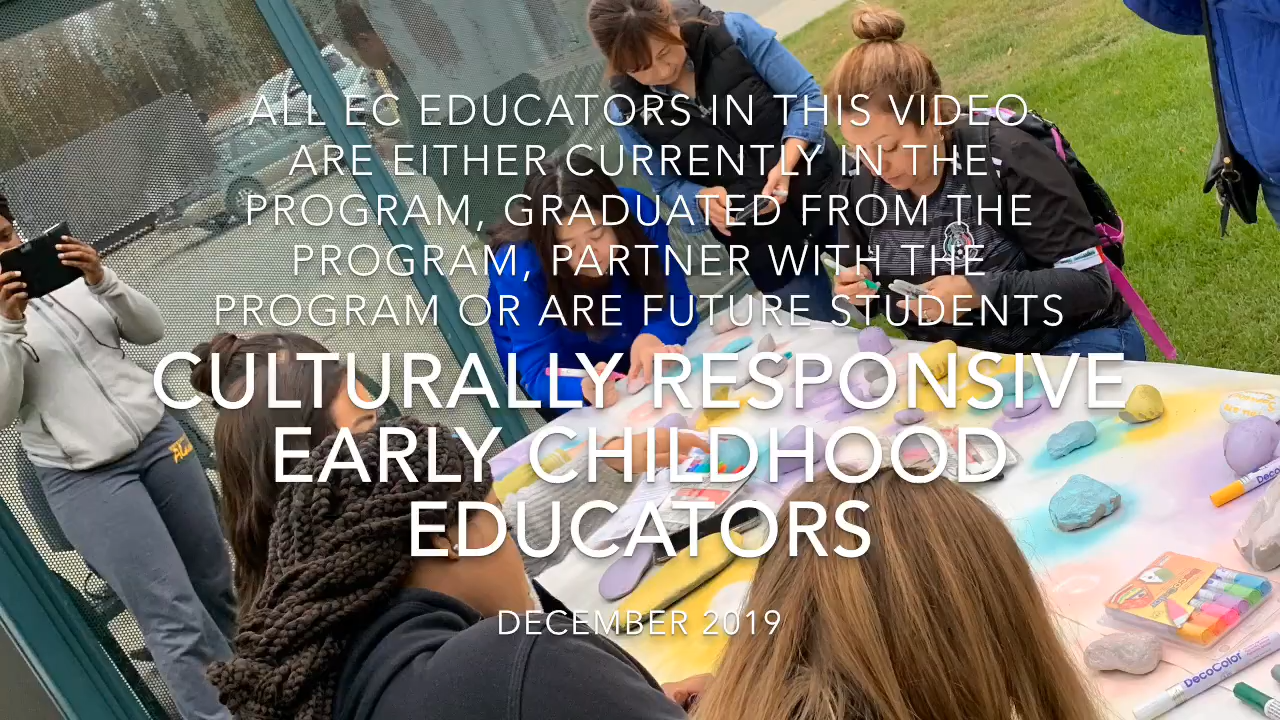 ALL EC EDUCATORS IN THIS VIDEO
ARE EITHER CURRENTLY IN THE
PROGRAM, GRADUATED FROM THE
PROGRAM, PARTNER WITH THE
PROGRAM OR ARE FUTURE STUDENTS
CULTURALLY RESPONSIVE
EARLY CHILDHOOD
EDUCATORS
DECEMBER 2019
DecoColor